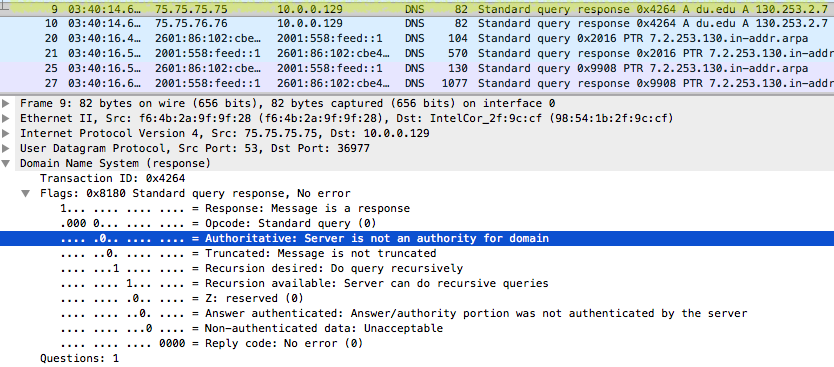 9 03:40:14.6… 75.75.75.75 10.0.0.129 DNS 82 Standard query response 0x4264 A du.edu A 130.253.2.7
10 03:40:14.6… 75.75.76.76 10.0.0.129 DNS 82 Standard query response 0x4264 A du.edu A 130.253.2.7
20 03:40:16.4… 2601:86:102:cbe… 2001:558:feed::1 DNS 104 Standard query 0x2016 PTR 7.2.253.130.in-addr.arpa
21 03:40:16.5… 2001:558:feed::1 2601:86:102:cbe4… DNS 570 Standard query response 0x2016 PTR 7.2.253.130.in-addr
25 03:40:16.5… 2601:86:102:cbe… 2001:558:feed::1 DNS 130 Standard query 0x9908 PTR 7.2.253.130.in-addr.arpa
27 03:40:16.6… 2001:558:feed::1 2601:86:102:cbe4… DNS 1077 Standard query response 0x9908 PTR 7.2.253.130.in-addr
Frame 9: 82 bytes on wire (656 bits), 82 bytes captured (656 bits) on interface 0
Ethernet II, Src: f6:4b:2a:9f:9f:28 (f6:4b:2a:9f:9f:28), Dst: IntelCor_2f:9c:cf (98:54:1b:2f:9c:cf)
Internet Protocol Version 4, Src: 75.75.75.75, Dst: 10.0.0.129
User Datagram Protocol, Src Port: 53, Dst Port: 36977
Domain Name System (response)
Transaction ID: 0x4264
Flags: 0x8180 Standard query response, No error
1... .... .... .... = Response: Message is a response
.000 0... .... .... = Opcode: Standard query (0)
.... .0.. .... .... = Authoritative: Server is not an authority for domain
.... ..0. .... .... = Truncated: Message is not truncated
.... ...1 .... .... = Recursion desired: Do query recursively
.... .... 1... .... = Recursion available: Server can do recursive queries
.... .... .0.. .... = Z: reserved (0)
.... .... ..0. .... = Answer authenticated: Answer/authority portion was not authenticated by the server
.... .... ...0 .... = Non-authenticated data: Unacceptable
.... .... .... 0000 = Reply code: No error (0)
Questions: 1